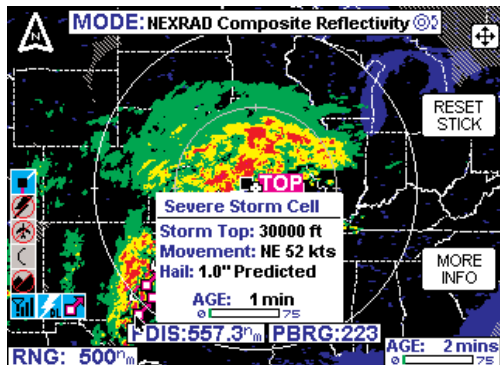 MODE: NEXRAD Composite Reflectivity
RESET
STICK
TOP
Severe Storm Cell
Storm Top: 30000 ft
Movement: NE 52 kts
Hail: 1.0" Predicted
AGE: 1 min
0 75
MORE
INFO
DL
PDIS:557.3nm PBRG:223
RNG: 500nm
AGE: 2 mins
0 75